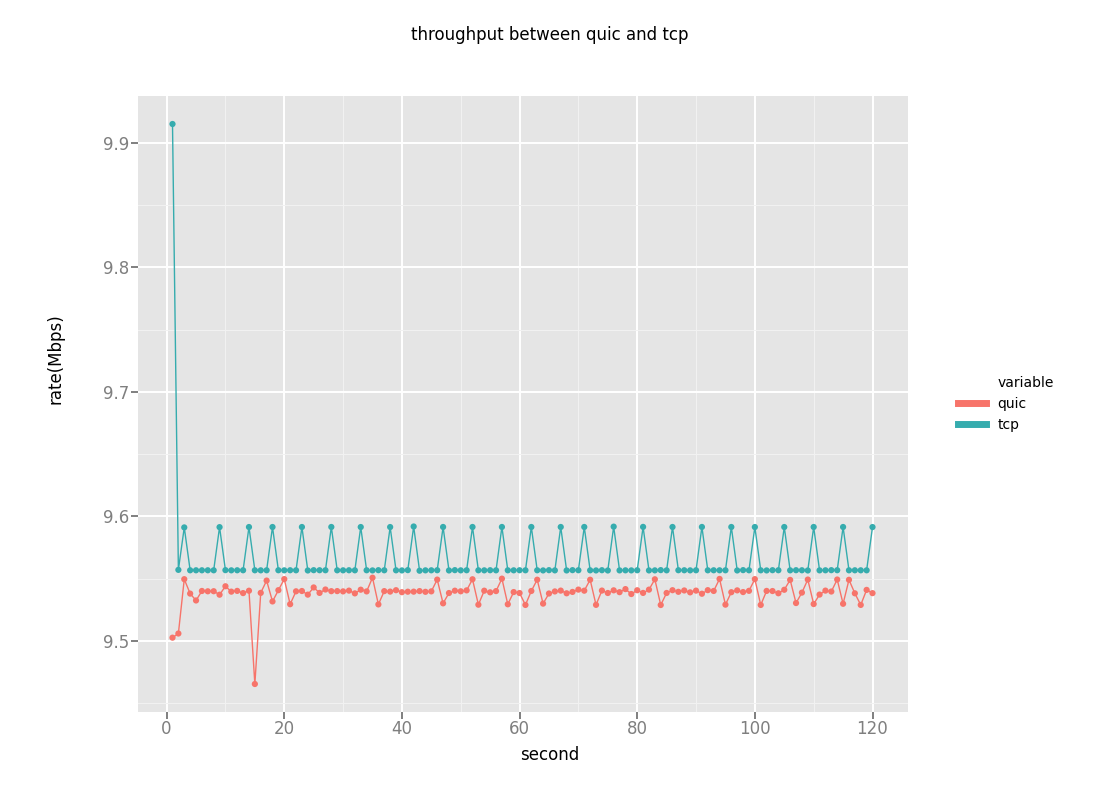 throughput between quic and tcp
rate(Mbps)
9.9
9.8
9.7
9.6
9.5
0 20 40 60 80 100 120
second
variable
quic
tcp